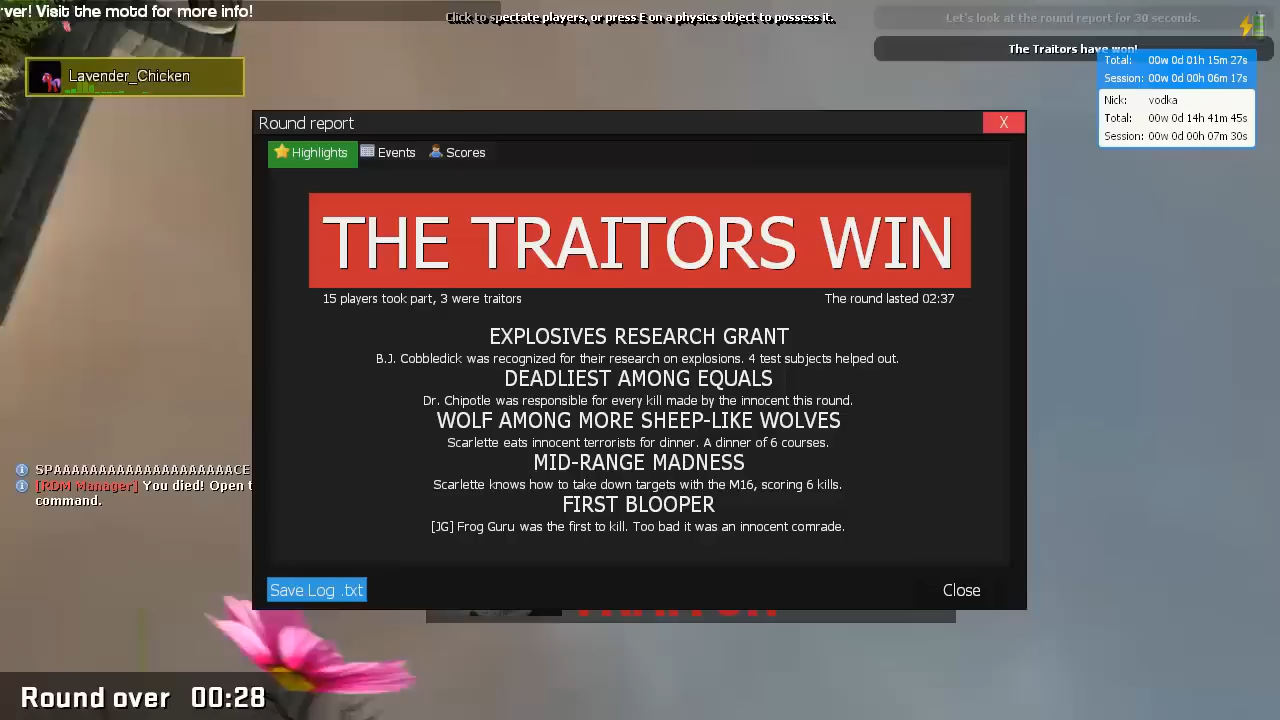 rver! Visit the motd for more info!
Click to spectate players, or press E on a physics object to possess it.
Let's look at the round report for 30 seconds.
The Traitors have won!
Total: 00w 0d 01h 15m 27s
Session: 00w 0d 00h 06m 17s
Nick: vodka
Total: 00w 0d 14h 41m 45s
Session: 00w 0d 00h 07m 30s
Lavender_Chicken
Round report
X
Highlights Events Scores
THE TRAITORS WIN
15 players took part, 3 were traitors
The round lasted 02:37
EXPLOSIVES RESEARCH GRANT
B.J. Cobbledick was recognized for their research on explosions. 4 test subjects helped out.
DEADLIEST AMONG EQUALS
Dr. Chipotle was responsible for every kill made by the innocent this round.
WOLF AMONG MORE SHEEP-LIKE WOLVES
Scarlette eats innocent terrorists for dinner. A dinner of 6 courses.
MID-RANGE MADNESS
Scarlette knows how to take down targets with the M16, scoring 6 kills.
FIRST BLOOPER
[JG] Frog Guru was the first to kill. Too bad it was an innocent comrade.
SPAAAAAAAAAAAAAAAAAAAACE
[RDM Manager] You died! Open t
command.
Save Log .txt
Close
Round over 00:28